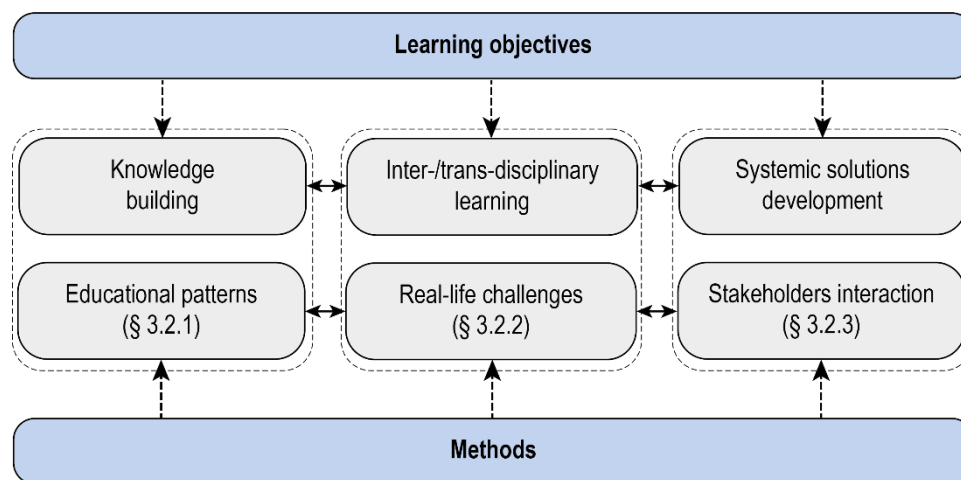 Learning objectives
Knowledge
building
Inter-/trans-disciplinary
learning
Systemic solutions
development
Educational patterns
(§ 3.2.1)
Real-life challenges
(§ 3.2.2)
Stakeholders interaction
(§ 3.2.3)
Methods